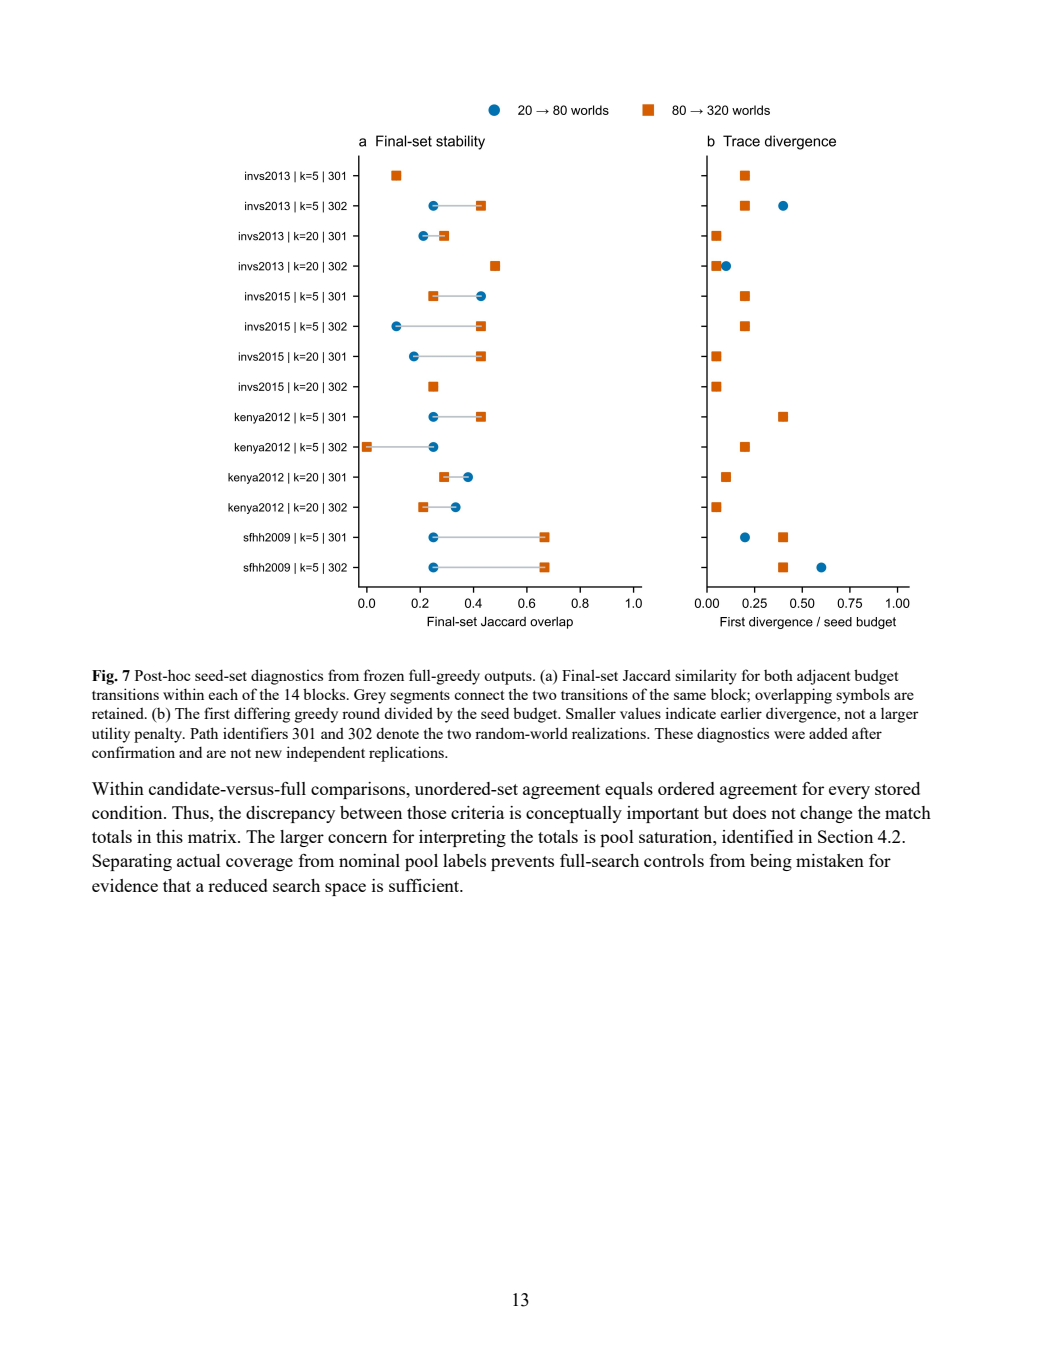 20 → 80 worlds
80 → 320 worlds
a Final-set stability
b Trace divergence
invs2013 | k=5 | 301
invs2013 | k=5 | 302
invs2013 | k=20 | 301
invs2013 | k=20 | 302
invs2015 | k=5 | 301
invs2015 | k=5 | 302
invs2015 | k=20 | 301
invs2015 | k=20 | 302
kenya2012 | k=5 | 301
kenya2012 | k=5 | 302
kenya2012 | k=20 | 301
kenya2012 | k=20 | 302
sfhh2009 | k=5 | 301
sfhh2009 | k=5 | 302
0.0 0.2 0.4 0.6 0.8 1.0
Final-set Jaccard overlap
0.00 0.25 0.50 0.75 1.00
First divergence / seed budget
Fig. 7 Post-hoc seed-set diagnostics from frozen full-greedy outputs. (a) Final-set Jaccard similarity for both adjacent budget
transitions within each of the 14 blocks. Grey segments connect the two transitions of the same block; overlapping symbols are
retained. (b) The first differing greedy round divided by the seed budget. Smaller values indicate earlier divergence, not a larger
utility penalty. Path identifiers 301 and 302 denote the two random-world realizations. These diagnostics were added after
confirmation and are not new independent replications.
Within candidate-versus-full comparisons, unordered-set agreement equals ordered agreement for every stored
condition. Thus, the discrepancy between those criteria is conceptually important but does not change the match
totals in this matrix. The larger concern for interpreting the totals is pool saturation, identified in Section 4.2.
Separating actual coverage from nominal pool labels prevents full-search controls from being mistaken for
evidence that a reduced search space is sufficient.
13